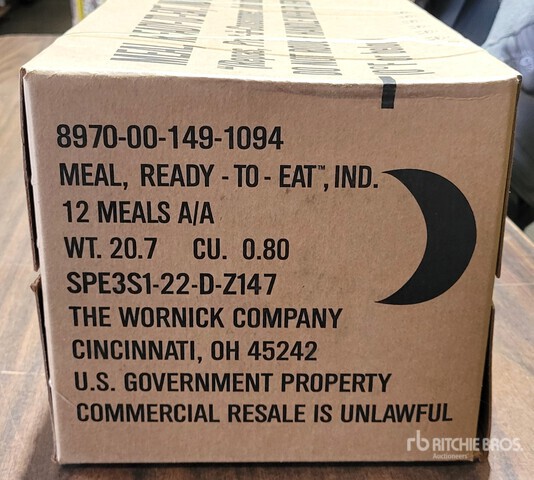 8970-00-149-1094
MEAL, READY - TO - EAT™, IND.
12 MEALS A/A
WT. 20.7 CU. 0.80
SPE3S1-22-D-Z147
THE WORNICK COMPANY
CINCINNATI, OH 45242
U.S. GOVERNMENT PROPERTY
COMMERCIAL RESALE IS UNLAWFUL
rb RITCHIE BROS.
Auctioneers